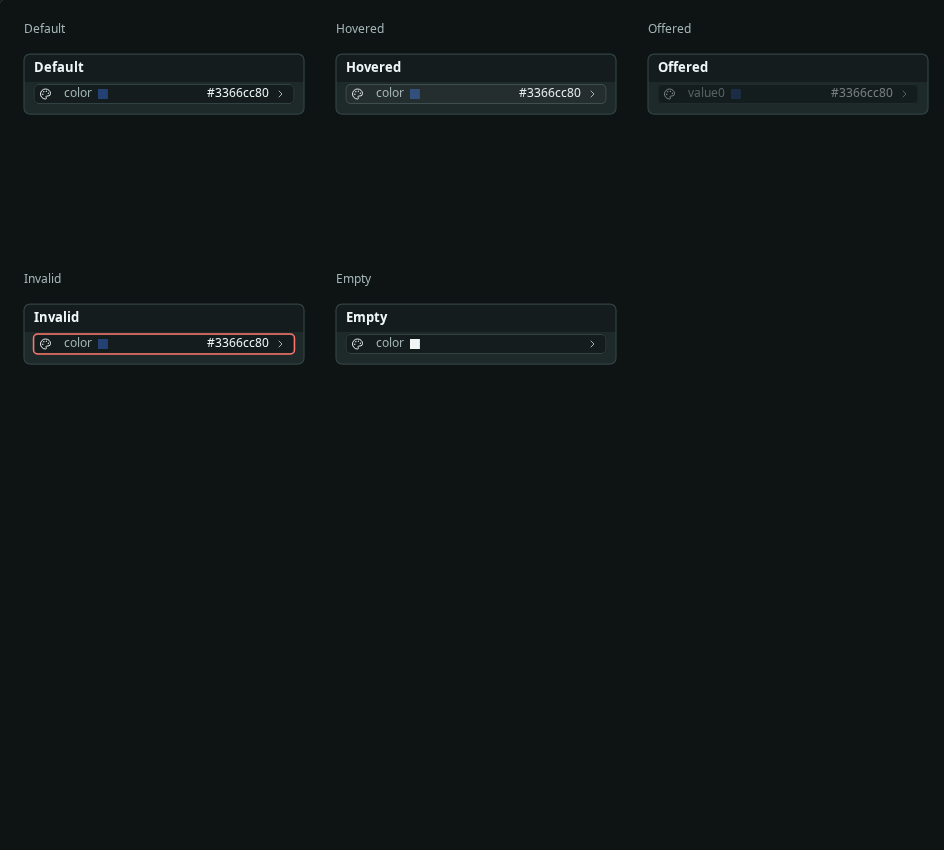 Default
Hovered
Offered
Default
Hovered
Offered
color #3366cc80
color #3366cc80
value0 #3366cc80
Invalid
Empty
Invalid
Empty
color #3366cc80
color